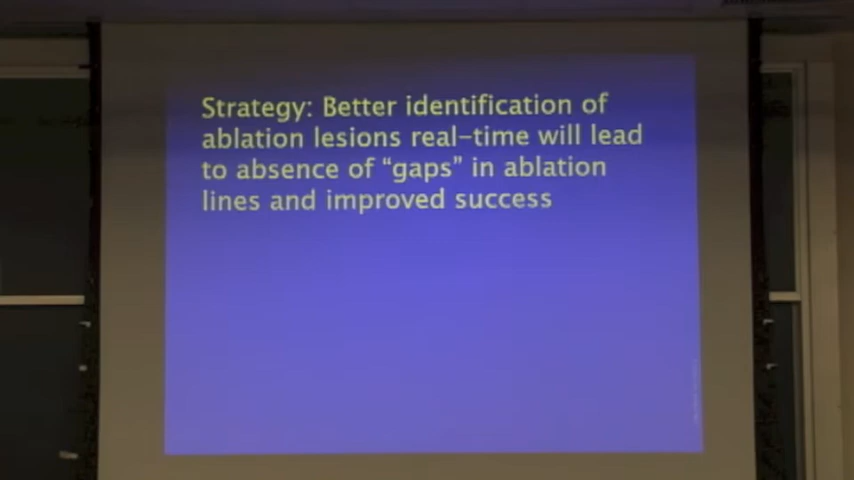 Strategy: Better identification of
ablation lesions real-time will lead
to absence of “gaps” in ablation
lines and improved success